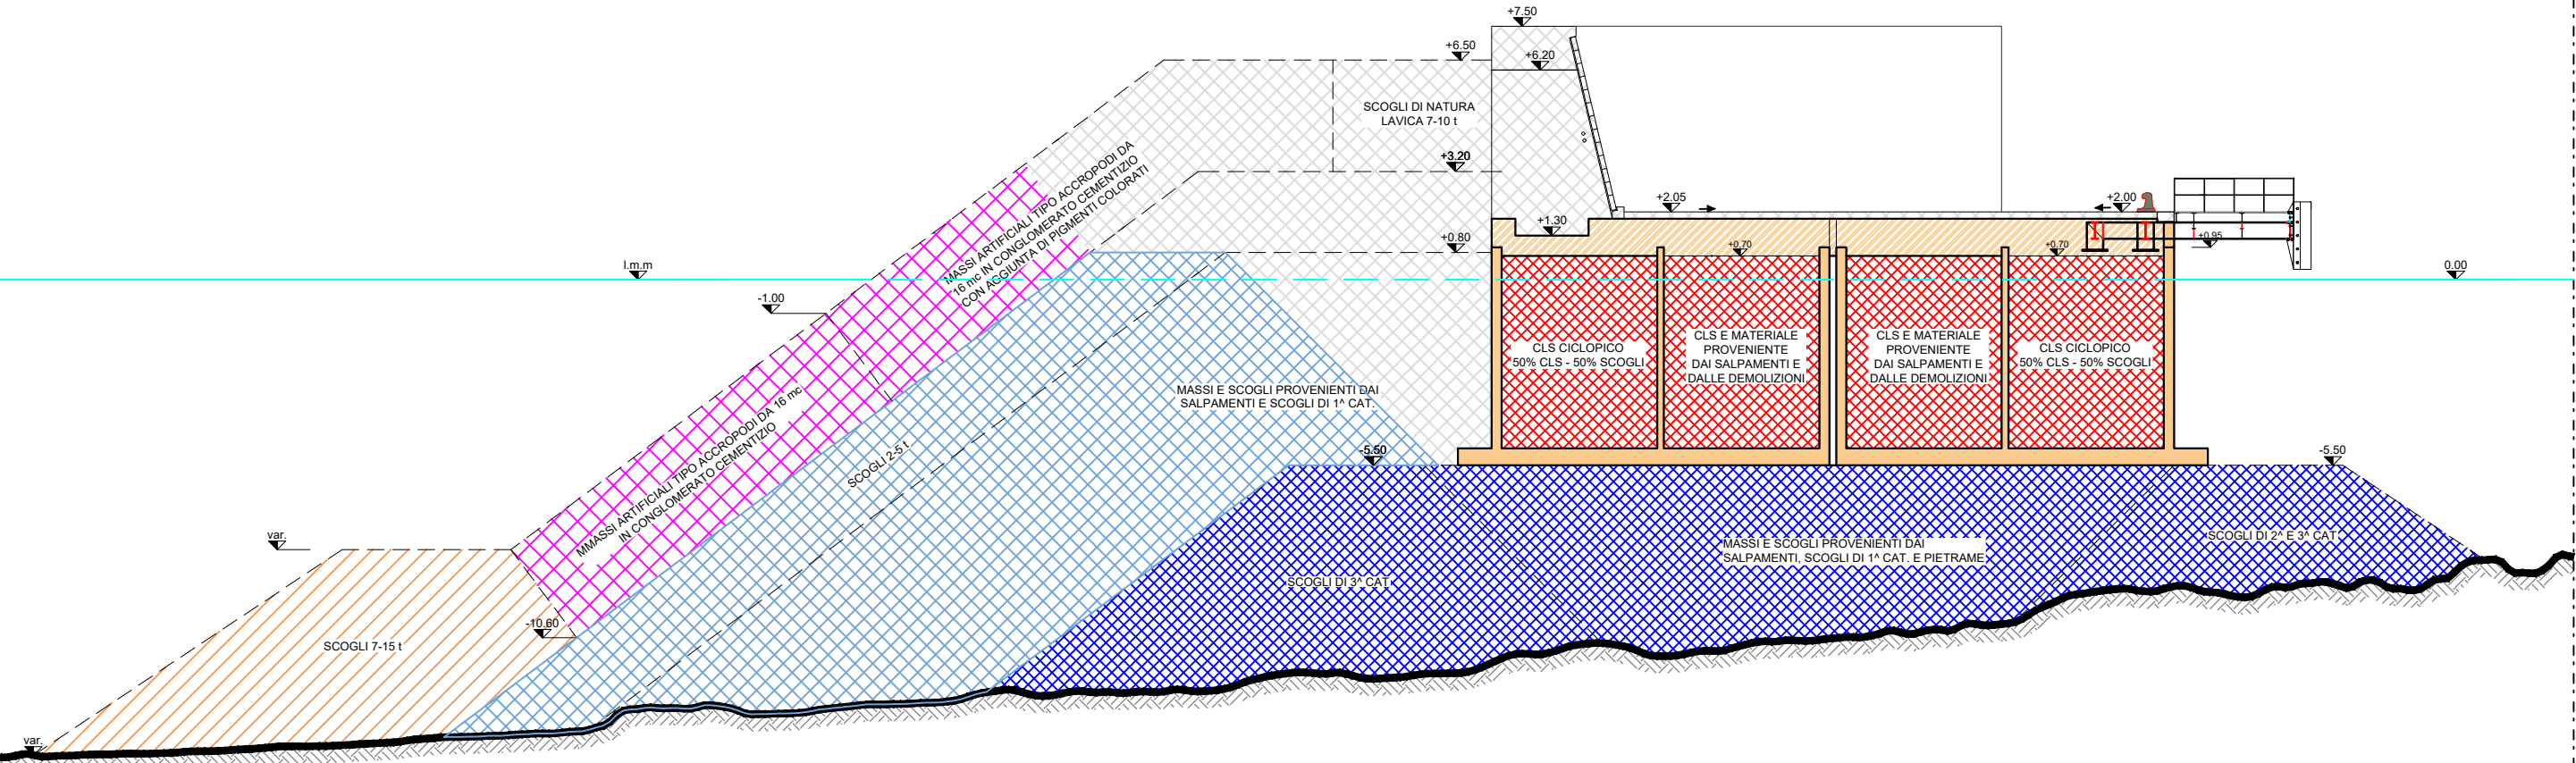 +7.50
+6.50
+6.20
SCOGLI DI NATURA
LAVICA 7-10 t
+3.20
MASSI ARTIFICIALI TIPO ACCROPODI DA
16 mc IN CONGLOMERATO CEMENTIZIO
CON AGGIUNTA DI PIGMENTI COLORATI
+2.05
+2.00
+1.30
+0.80
+0.70
+0.70
+0.95
l.m.m
0.00
-1.00
CLS CICLOPICO
50% CLS - 50% SCOGLI
CLS E MATERIALE
PROVENIENTE
DAI SALPAMENTI E
DALLE DEMOLIZIONI
CLS E MATERIALE
PROVENIENTE
DAI SALPAMENTI E
DALLE DEMOLIZIONI
CLS CICLOPICO
50% CLS - 50% SCOGLI
MASSI E SCOGLI PROVENIENTI DAI
SALPAMENTI E SCOGLI DI 1^ CAT.
MMASSI ARTIFICIALI TIPO ACCROPODI DA 16 mc
IN CONGLOMERATO CEMENTIZIO
SCOGLI 2-5 t
-5.50
-5.50
var.
SCOGLI DI 2^ E 3^ CAT
MASSI E SCOGLI PROVENIENTI DAI
SALPAMENTI, SCOGLI DI 1^ CAT. E PIETRAME
SCOGLI DI 3^ CAT
-10.60
SCOGLI 7-15 t
var.